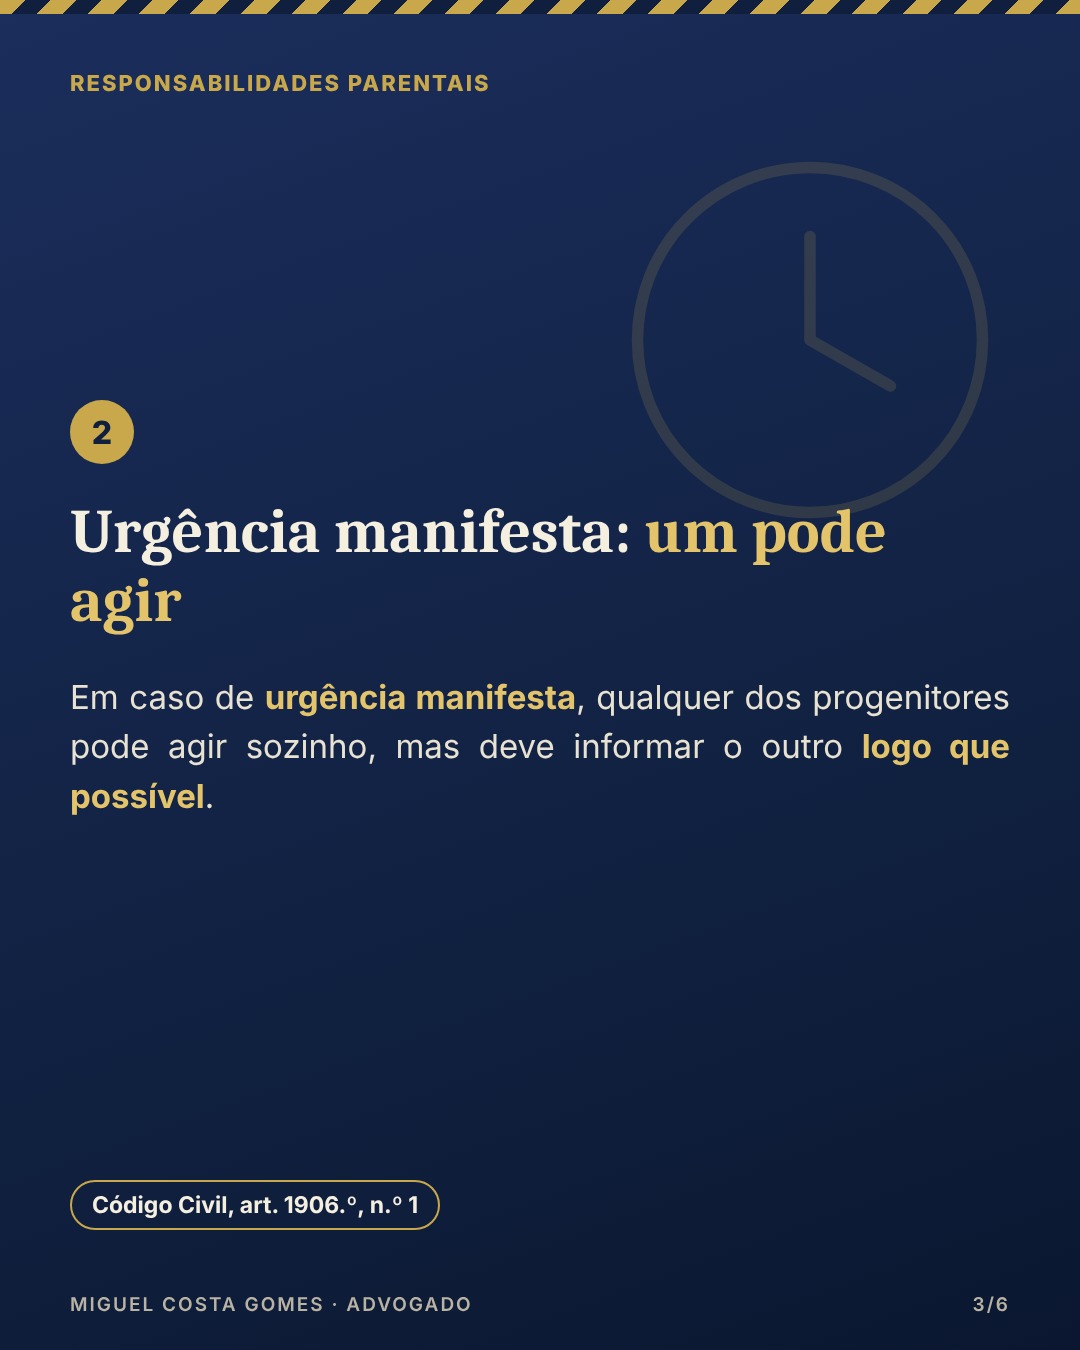 RESPONSABILIDADES PARENTAIS
2
Urgência manifesta: um pode
agir
Em caso de urgência manifesta, qualquer dos progenitores
pode agir sozinho, mas deve informar o outro logo que
possível.
Código Civil, art. 1906.º, n.º 1
MIGUEL COSTA GOMES · ADVOGADO
3/6